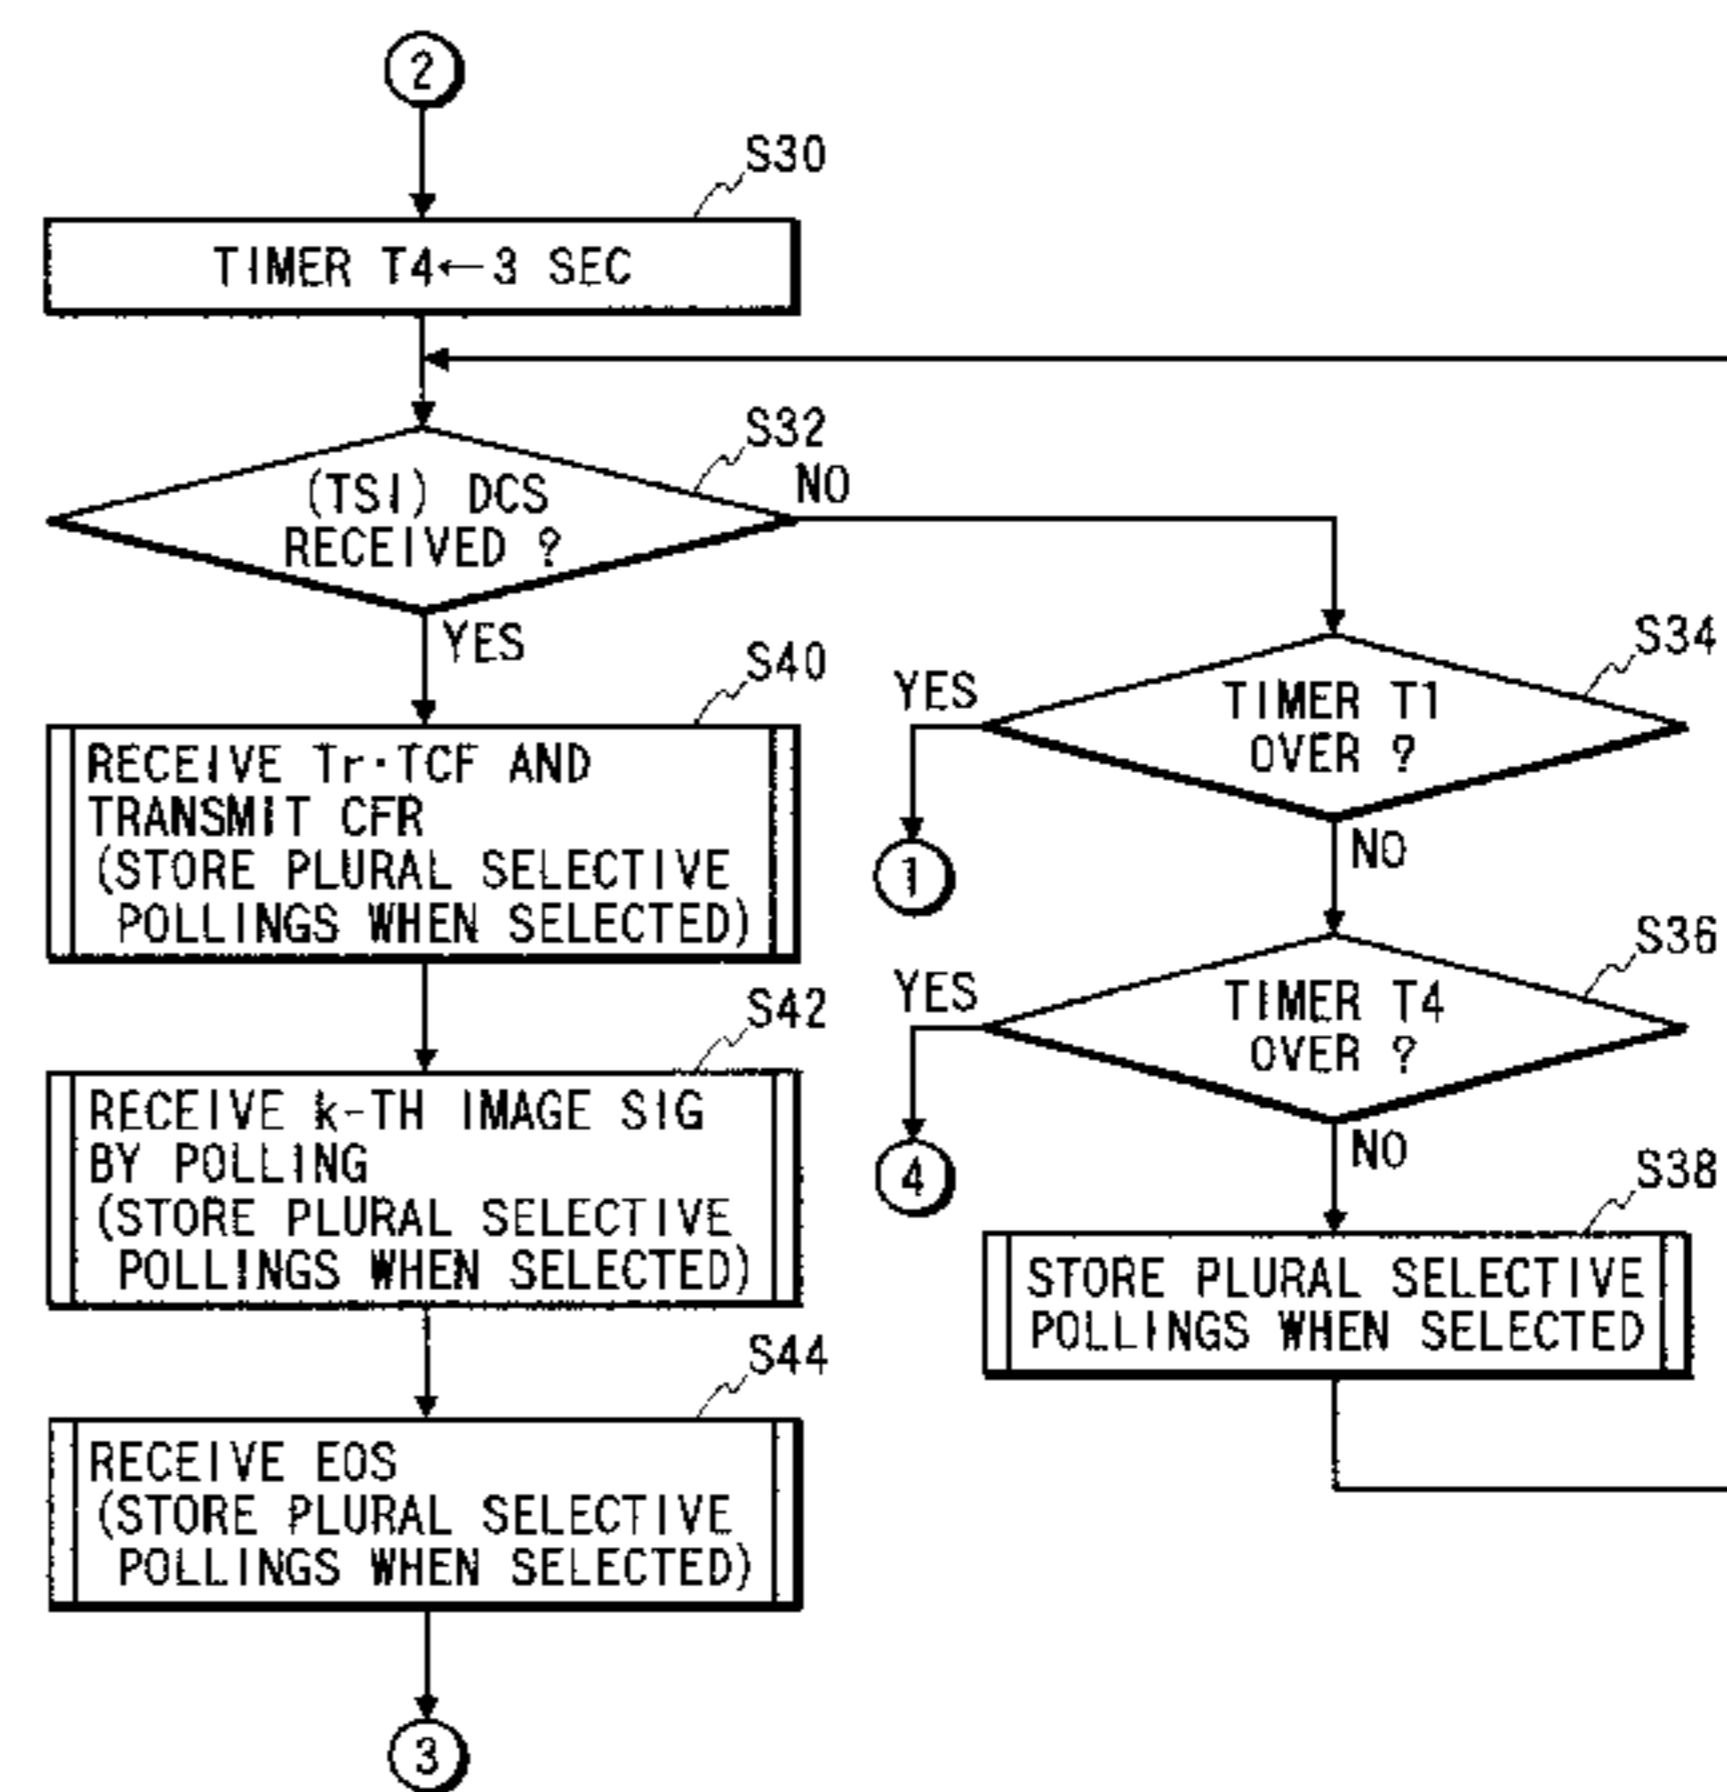 2
S30
TIMER T4←3 SEC
S32
(TSI) DCS
RECEIVED ?
NO
YES
S40
RECEIVE Tr·TCF AND
TRANSMIT CFR
(STORE PLURAL SELECTIVE
POLLINGS WHEN SELECTED)
S42
RECEIVE k-TH IMAGE SIG
BY POLLING
(STORE PLURAL SELECTIVE
POLLINGS WHEN SELECTED)
S44
RECEIVE EOS
(STORE PLURAL SELECTIVE
POLLINGS WHEN SELECTED)
3
S34
TIMER T1
OVER ?
YES
1
NO
S36
TIMER T4
OVER ?
YES
4
NO
S38
STORE PLURAL SELECTIVE
POLLINGS WHEN SELECTED